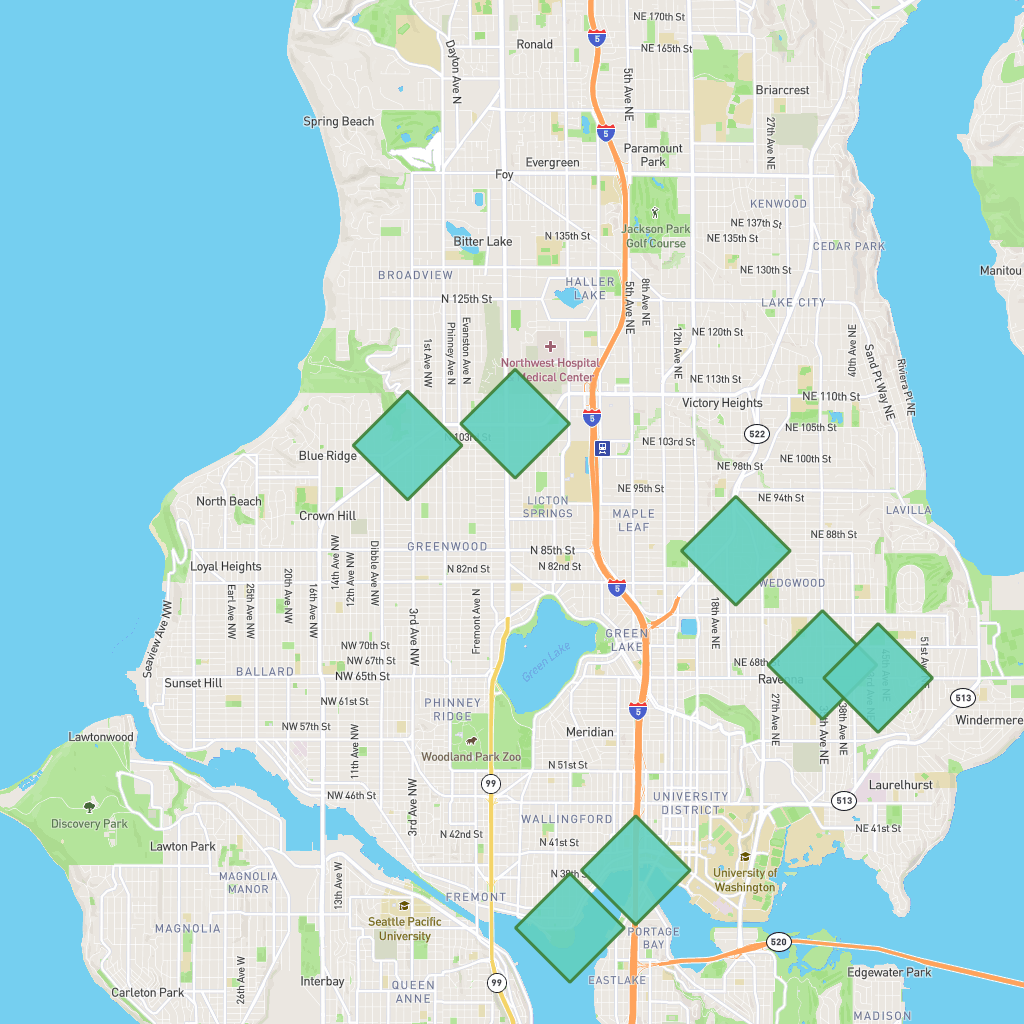 NE 170th St
Ronald
5
NE 165th St
Dayton Ave N
5th Ave NE
Briarcrest
Spring Beach
5
27th Ave NE
Paramount
Park
Evergreen
Foy
KENWOOD
NE 137th St
Jackson Park
Golf Course
N 135th St
NE 135th St
Bitter Lake
CEDAR PARK
BROADVIEW
NE 130th St
Manitou
HALLER
LAKE
N 125th St
5th Ave NE
8th Ave NE
LAKE CITY
Evanston Ave N
Phinney Ave N
1st Ave NW
NE 120th St
12th Ave NE
40th Ave NE
Sand Pt Way NE
Riviera Pl NE
Northwest Hospital
Medical Center
NE 113th St
NE 110th St
Victory Heights
5
522
NE 105th St
N 103rd St
NE 103rd St
Blue Ridge
NE 100th St
NE 98th St
NE 95th St
NE 94th St
North Beach
LICTON
SPRINGS
MAPLE
LEAF
LAVILLA
Crown Hill
NE 88th St
GREENWOOD
N 85th St
Loyal Heights
N 82nd St
N 82nd St
14th Ave NW
12th Ave NW
Dibble Ave NW
WEDGWOOD
5
Earl Ave NW
25th Ave NW
20th Ave NW
16th Ave NW
3rd Ave NW
Fremont Ave N
18th Ave NE
Seaview Ave NW
GREEN
LAKE
Green Lake
NW 70th St
NW 67th St
NW 65th St
NE 68th St
45th Ave NE
BALLARD
Sunset Hill
Ravenna
NW 61st St
PHINNEY
RIDGE
513
5
NW 57th St
27th Ave NE
38th Ave NE
Windermere
Lawtonwood
Meridian
11th Ave NW
Woodland Park Zoo
N 51st St
99
Laurelhurst
NW 46th St
3rd Ave NW
UNIVERSITY
DISTRICT
513
Discovery Park
WALLINGFORD
N 42nd St
NE 41st St
N 41st St
Lawton Park
N 38th St
University of
Washington
MAGNOLIA
MANOR
13th Ave W
FREMONT
Seattle Pacific
University
MAGNOLIA
PORTAGE
BAY
520
26th Ave W
Interbay
99
EASTLAKE
Edgewater Park
QUEEN
ANNE
Carleton Park
MADISON